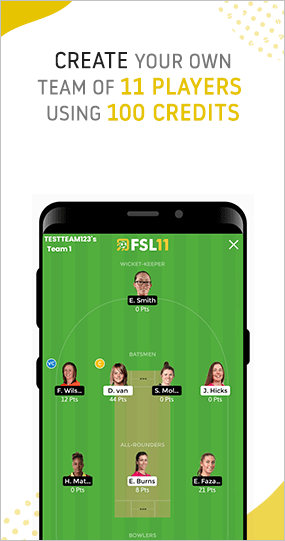 CREATE YOUR OWN
TEAM OF 11 PLAYERS
USING 100 CREDITS
TESTTEAM123's
Team 1
FSL11
WICKET-KEEPER
E. Smith
0 Pts
BATSMEN
VC
C
F. Wils...
D. van
S. Mol...
J. Hicks
12 Pts
44 Pts
0 Pts
0 Pts
ALL-ROUNDERS
H. Mat...
E. Burns
E. Faza...
0 Pts
8 Pts
21 Pts
BOWLERS